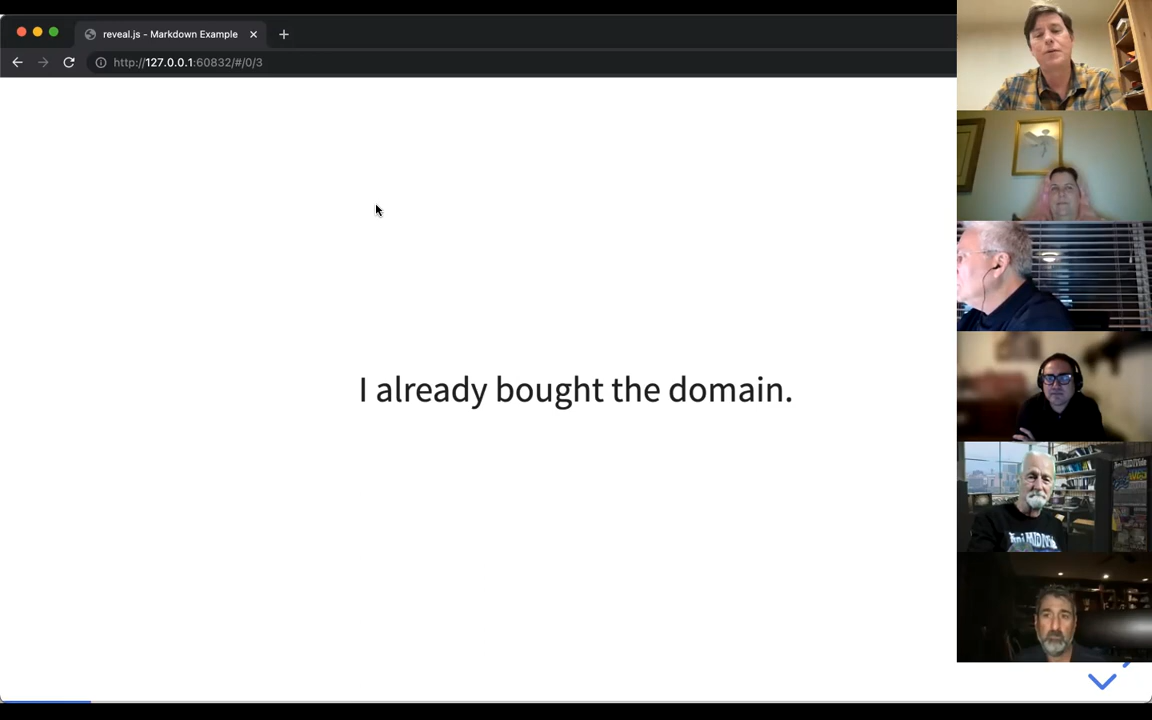 reveal.js - Markdown Example
http://127.0.0.1:60832/#/0/3
I already bought the domain.